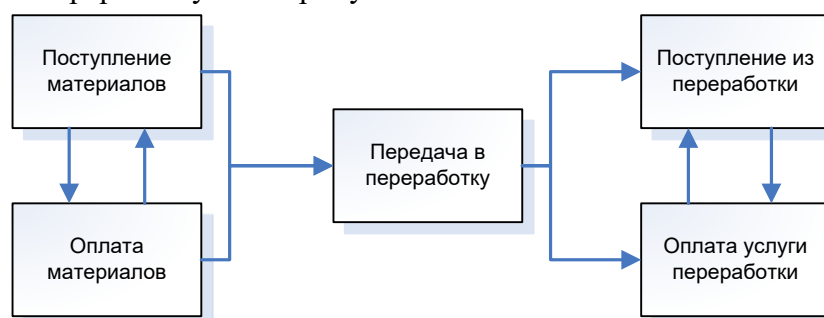 Поступление
материалов
Оплата
материалов
Передача в
переработку
Поступление из
переработки
Оплата услуги
переработки